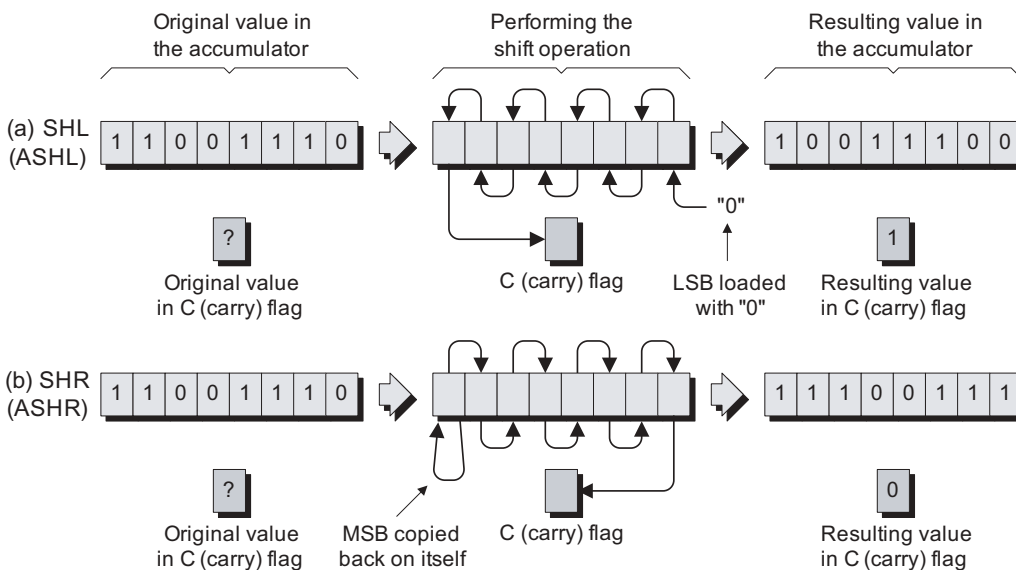 Original value in
the accumulator
Performing the
shift operation
Resulting value in
the accumulator
(a) SHL
(ASHL)
1 1 0 0 1 1 1 0
1 0 0 1 1 1 0 0
"0"
?
Original value
in C (carry) flag
C (carry) flag
LSB loaded
with "0"
1
Resulting value
in C (carry) flag
(b) SHR
(ASHR)
1 1 0 0 1 1 1 0
1 1 1 0 0 1 1 1
?
Original value
in C (carry) flag
MSB copied
back on itself
C (carry) flag
0
Resulting value
in C (carry) flag